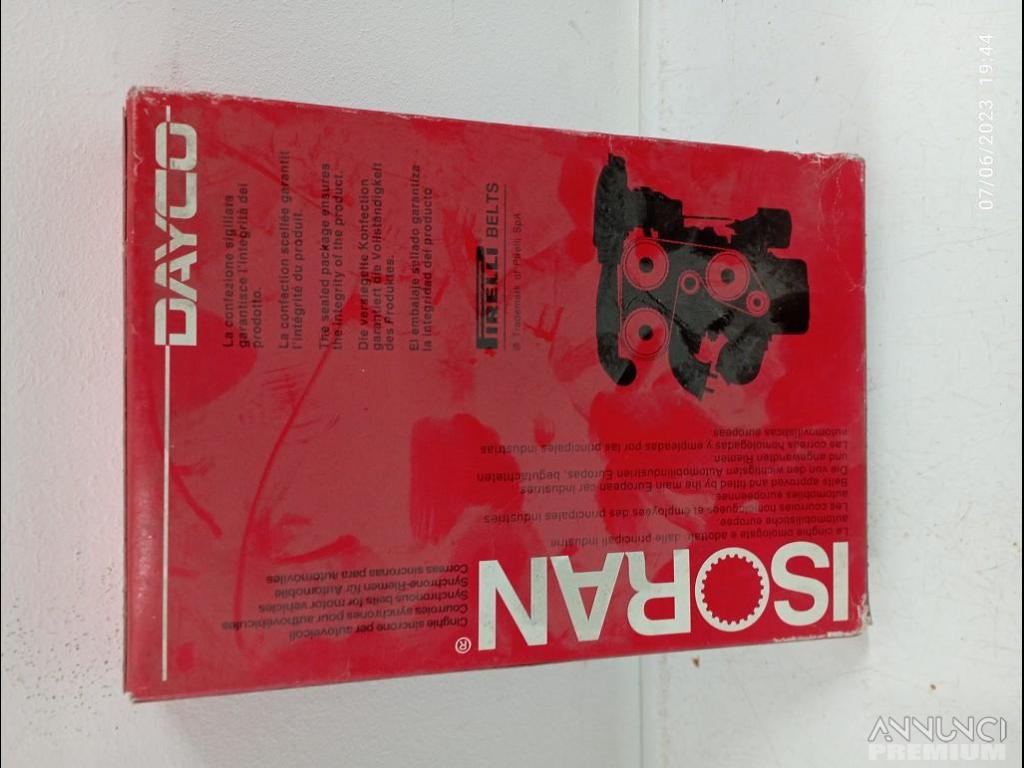 DAYCO
La confezione sigillata
garantisce l'integrità del
prodotto.
La confection scellée garantit
l'intégrité du produit.
The sealed package ensures
the integrity of the product.
Die versiegelte Konfection
garantiert die Vollständigkeit
des Produktes.
El embalaje sellado garantiza
la integridad del producto
PIRELLI BELTS
® Trademark of Pirelli SpA
ISORAN®
Cinghie sincrone per autoveicoli
Courroies synchrones pour authovéhicules
Synchronous belts for motor vehicles
Synchrone-Riemen für Automobile
Correas sincronas para automóviles
Le cinghie omologate e adottate dalle principali industrie
automobilistiche europee.
Les courroies homologuées et employées des principales industries
automobiles européennes
Belts approved and fitted by the main European car industries
Die von den wichtigsten Automobilindustrien Europas, begutachteten
und angewandten Riemen.
Las correas homologadas y empleadas por las principales industrias
automovilisticas europeas
07/06/2023 19:44
ANNUNCI
PREMIUM